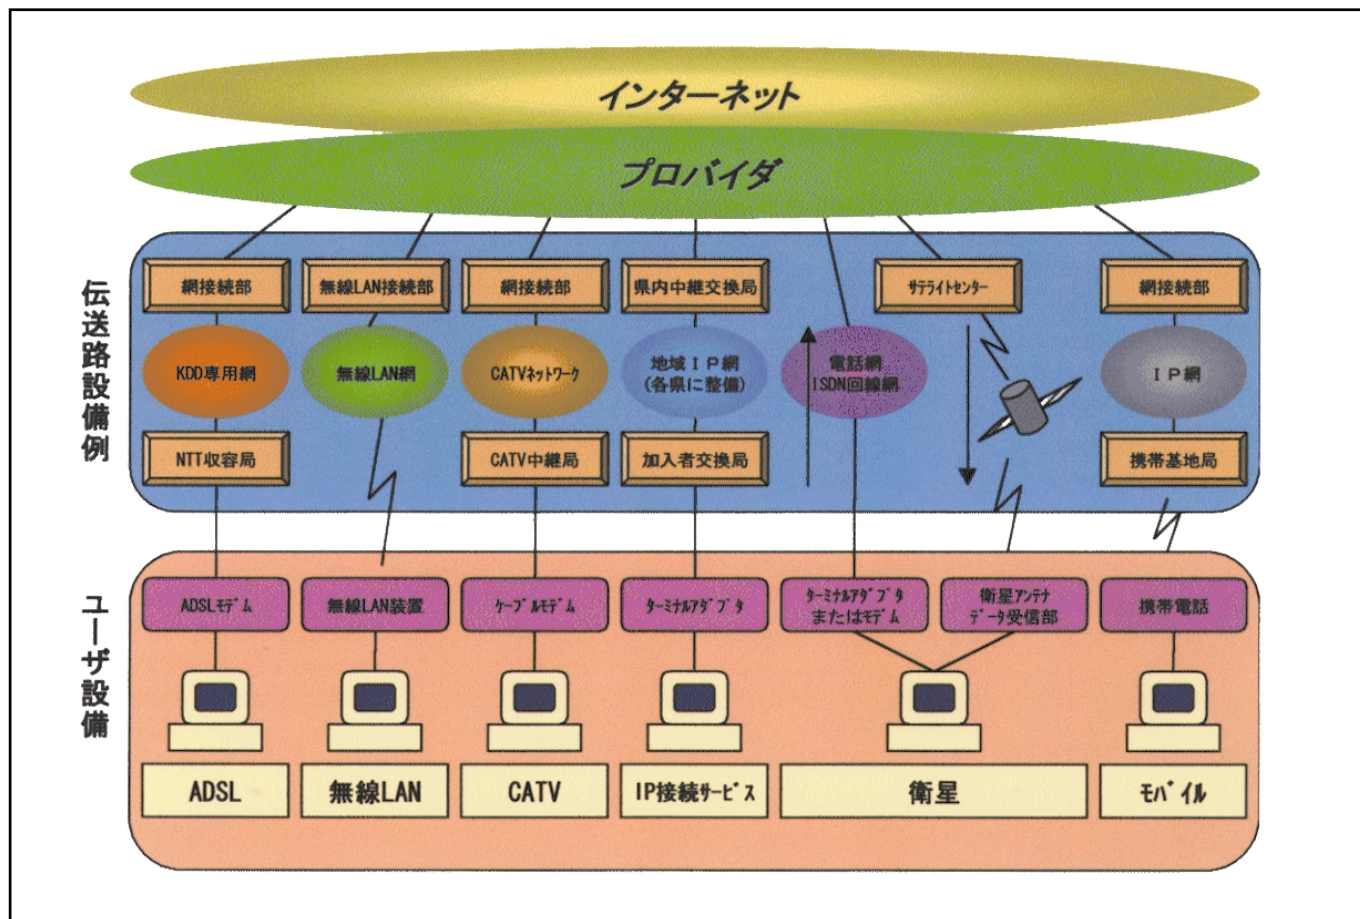 インターネット
プロバイダ
伝送路設備例
網接続部
無線LAN接続部
網接続部
県内中継交換局
サテライトセンター
網接続部
KDD専用網
無線LAN網
CATVネットワーク
地域IP網
(各県に整備)
電話網
ISDN回線網
IP網
NTT収容局
CATV中継局
加入者交換局
携帯基地局
ユーザ設備
ADSLモデム
無線LAN装置
ケーブルモデム
ターミナルアダプタ
ターミナルアダプタ
またはモデム
衛星アンテナ
データ受信部
携帯電話
ADSL
無線LAN
CATV
IP接続サービス
衛星
モバイル